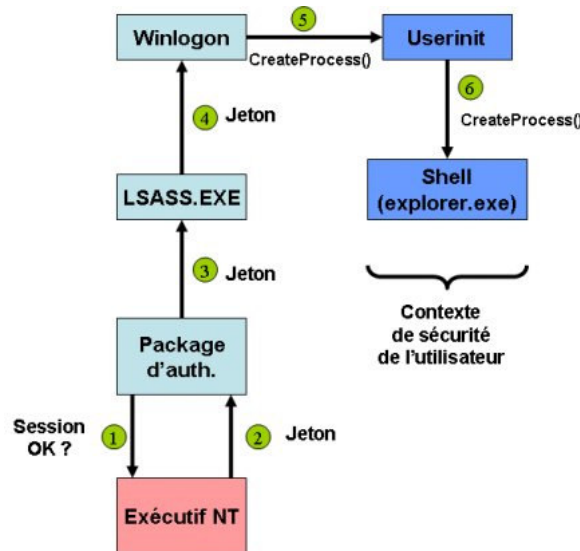 5
Winlogon
Userinit
CreateProcess()
6
4
Jeton
CreateProcess()
LSASS.EXE
Shell
(explorer.exe)
3
Jeton
Contexte
de sécurité
de l'utilisateur
Package
d'auth.
Session
OK ?
1
2
Jeton
Exécutif NT